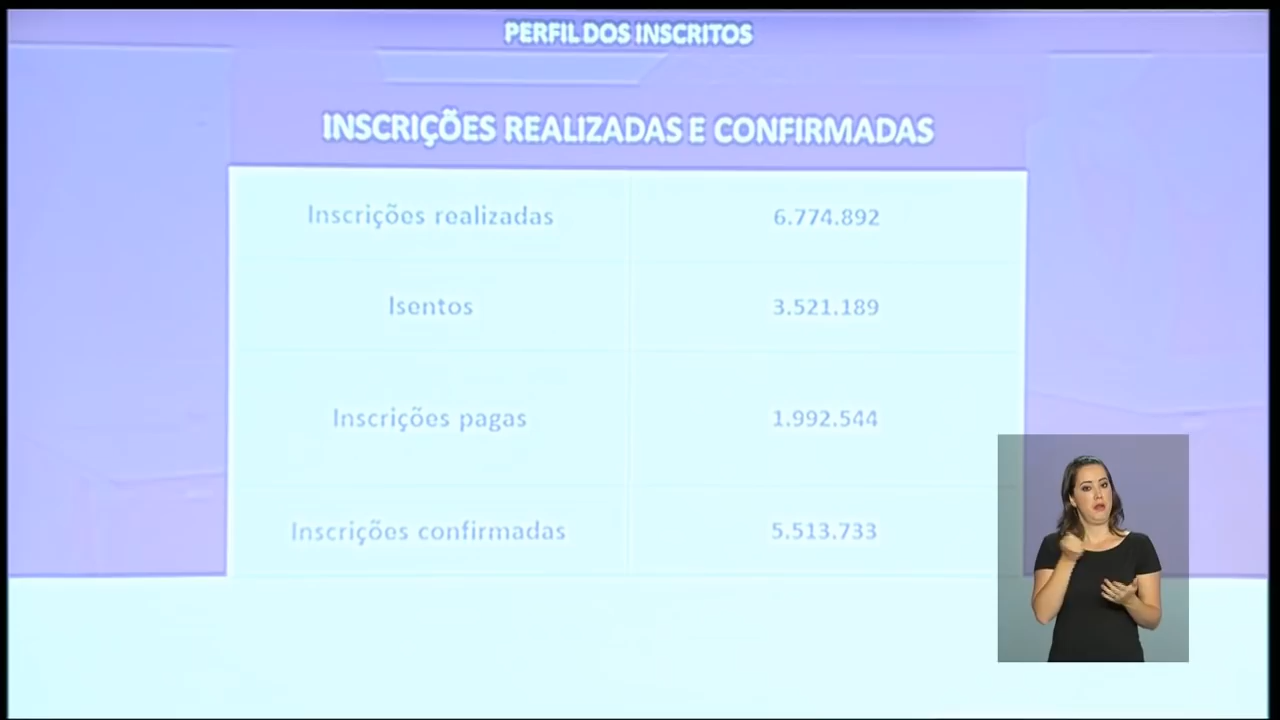 PERFIL DOS INSCRITOS
INSCRIÇÕES REALIZADAS E CONFIRMADAS
Inscrições realizadas 6.774.892
Isentos 3.521.189
Inscrições pagas 1.992.544
Inscrições confirmadas 5.513.733